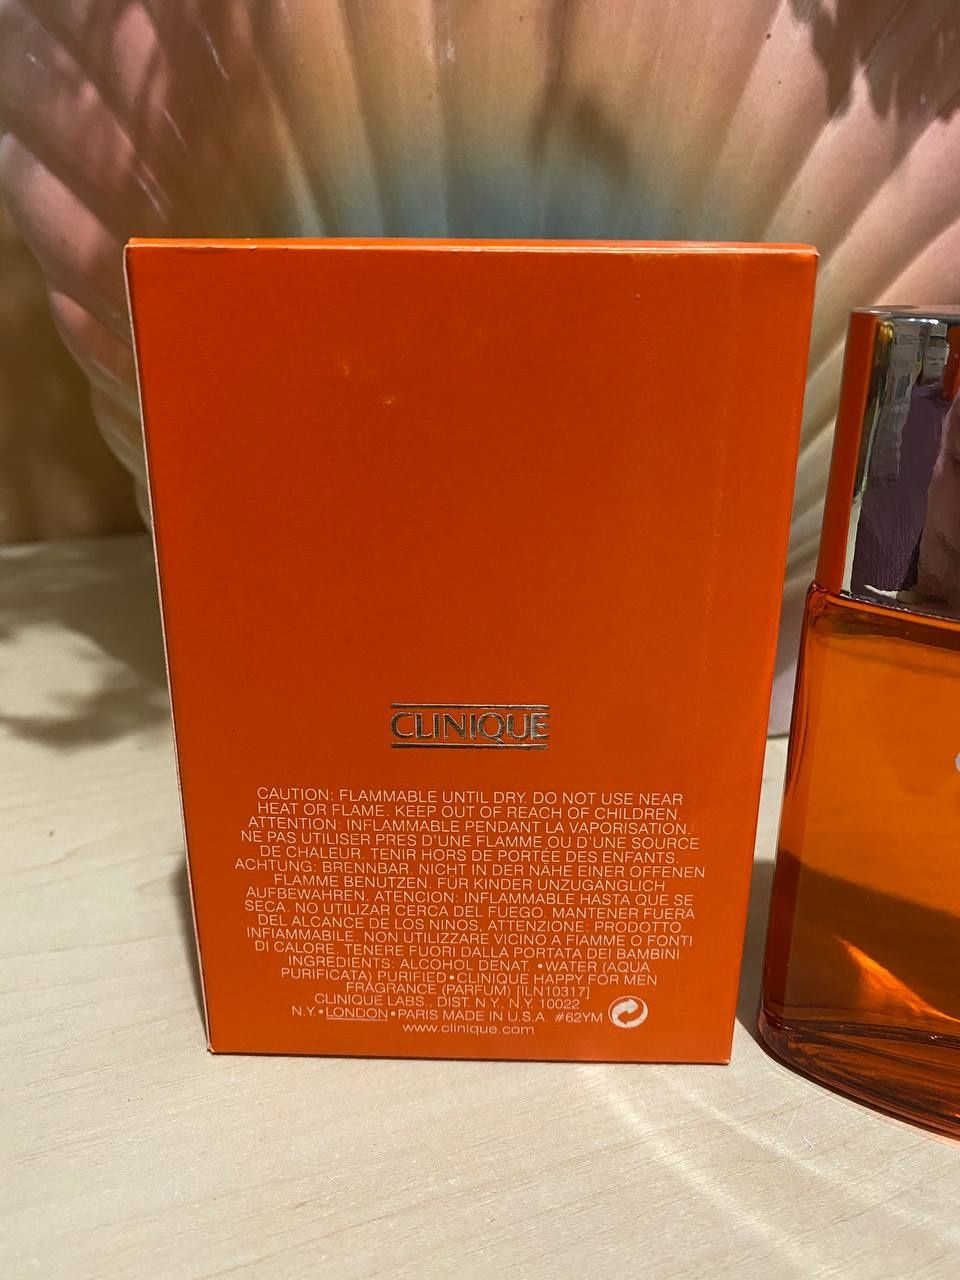 CLINIQUE
CAUTION: FLAMMABLE UNTIL DRY. DO NOT USE NEAR
HEAT OR FLAME. KEEP OUT OF REACH OF CHILDREN.
ATTENTION: INFLAMMABLE PENDANT LA VAPORISATION.
NE PAS UTILISER PRES D'UNE FLAMME OU D'UNE SOURCE
DE CHALEUR. TENIR HORS DE PORTÉE DES ENFANTS.
ACHTUNG: BRENNBAR. NICHT IN DER NÄHE EINER OFFENEN
FLAMME BENUTZEN. FÜR KINDER UNZUGÄNGLICH
AUFBEWAHREN. ATENCION: INFLAMABLE HASTA QUE SE
SECA. NO UTILIZAR CERCA DEL FUEGO. MANTENER FUERA
DEL ALCANCE DE LOS NINOS, ATTENZIONE: PRODOTTO
INFIAMMABILE. NON UTILIZZARE VICINO A FIAMME O FONTI
DI CALORE. TENERE FUORI DALLA PORTATA DEI BAMBINI.
INGREDIENTS: ALCOHOL DENAT. •WATER (AQUA
PURIFICATA) PURIFIED•CLINIQUE HAPPY FOR MEN
FRAGRANCE (PARFUM) [ILN10317]
CLINIQUE LABS., DIST. N.Y., N.Y. 10022
N.Y.•LONDON•PARIS MADE IN U.S.A. #62YM
www.clinique.com